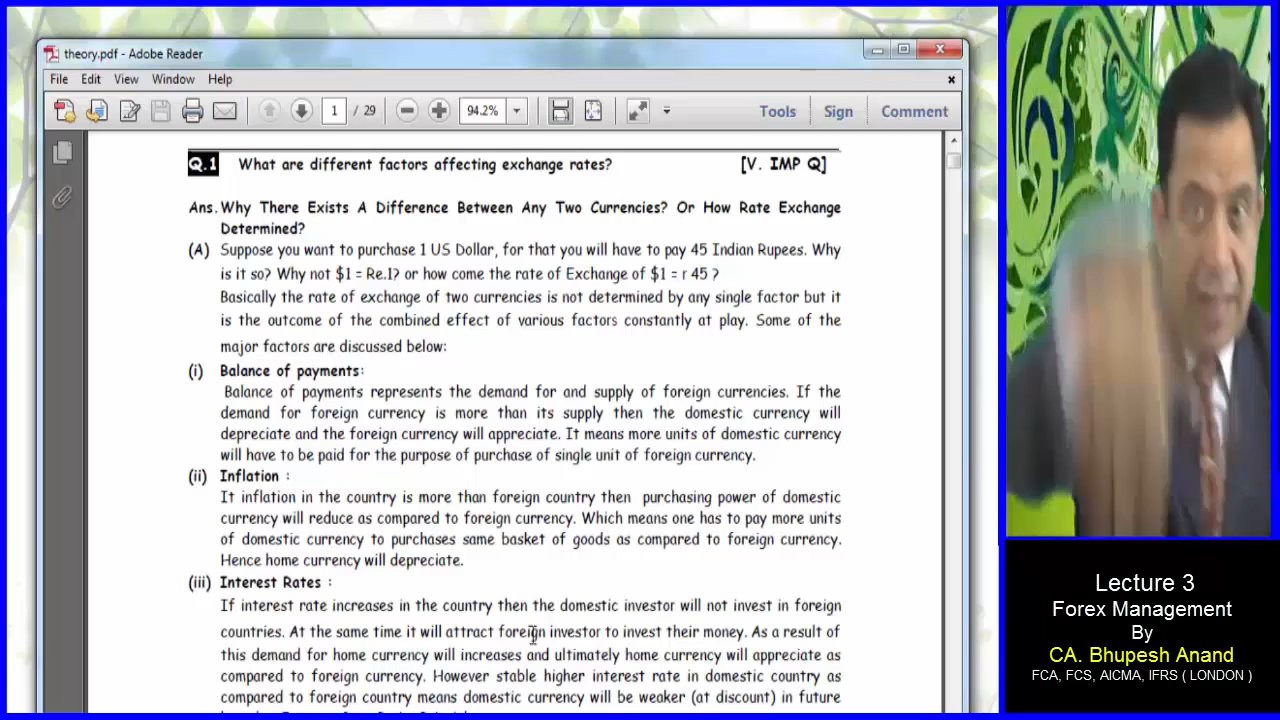 theory.pdf - Adobe Reader
File Edit View Window Help
1 / 29 94.2% Tools Sign Comment
Q.1 What are different factors affecting exchange rates? [V. IMP Q]
Ans. Why There Exists A Difference Between Any Two Currencies? Or How Rate Exchange
Determined?
(A) Suppose you want to purchase 1 US Dollar, for that you will have to pay 45 Indian Rupees. Why
is it so? Why not $1 = Re.1? or how come the rate of Exchange of $1 = r 45 ?
Basically the rate of exchange of two currencies is not determined by any single factor but it
is the outcome of the combined effect of various factors constantly at play. Some of the
major factors are discussed below:
(i) Balance of payments:
Balance of payments represents the demand for and supply of foreign currencies. If the
demand for foreign currency is more than its supply then the domestic currency will
depreciate and the foreign currency will appreciate. It means more units of domestic currency
will have to be paid for the purpose of purchase of single unit of foreign currency.
(ii) Inflation :
It inflation in the country is more than foreign country then purchasing power of domestic
currency will reduce as compared to foreign currency. Which means one has to pay more units
of domestic currency to purchases same basket of goods as compared to foreign currency.
Hence home currency will depreciate.
(iii) Interest Rates :
If interest rate increases in the country then the domestic investor will not invest in foreign
countries. At the same time it will attract foreign investor to invest their money. As a result of
this demand for home currency will increases and ultimately home currency will appreciate as
compared to foreign currency. However stable higher interest rate in domestic country as
compared to foreign country means domestic currency will be weaker (at discount) in future
Lecture 3
Forex Management
By
CA. Bhupesh Anand
FCA, FCS, AICMA, IFRS ( LONDON )